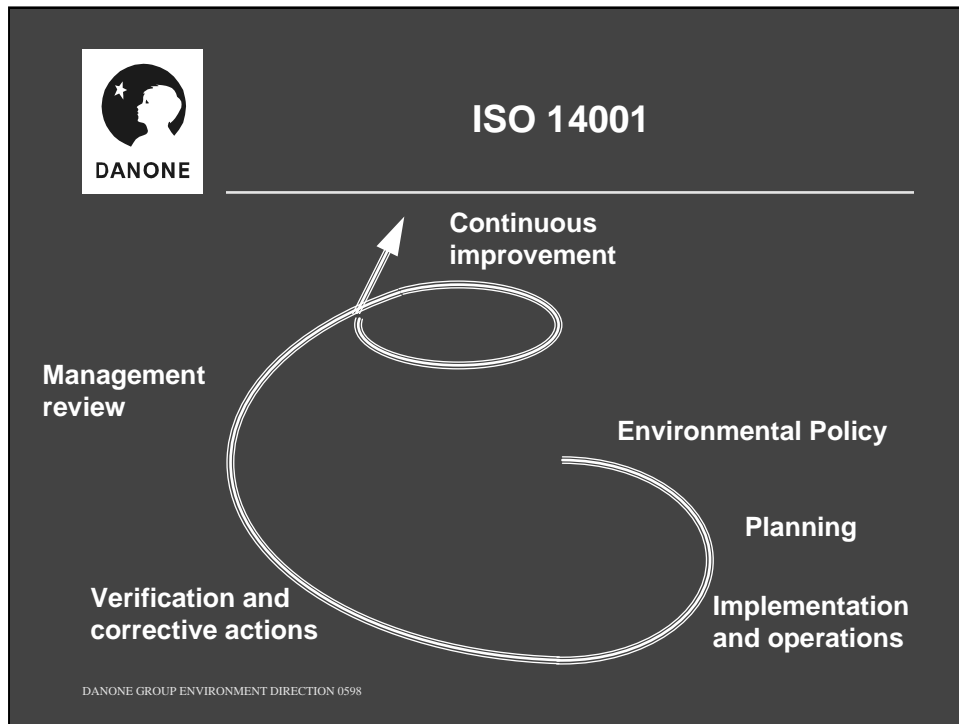 DANONE
ISO 14001
Continuous
improvement
Management
review
Environmental Policy
Planning
Verification and
corrective actions
Implementation
and operations
DANONE GROUP ENVIRONMENT DIRECTION 0598